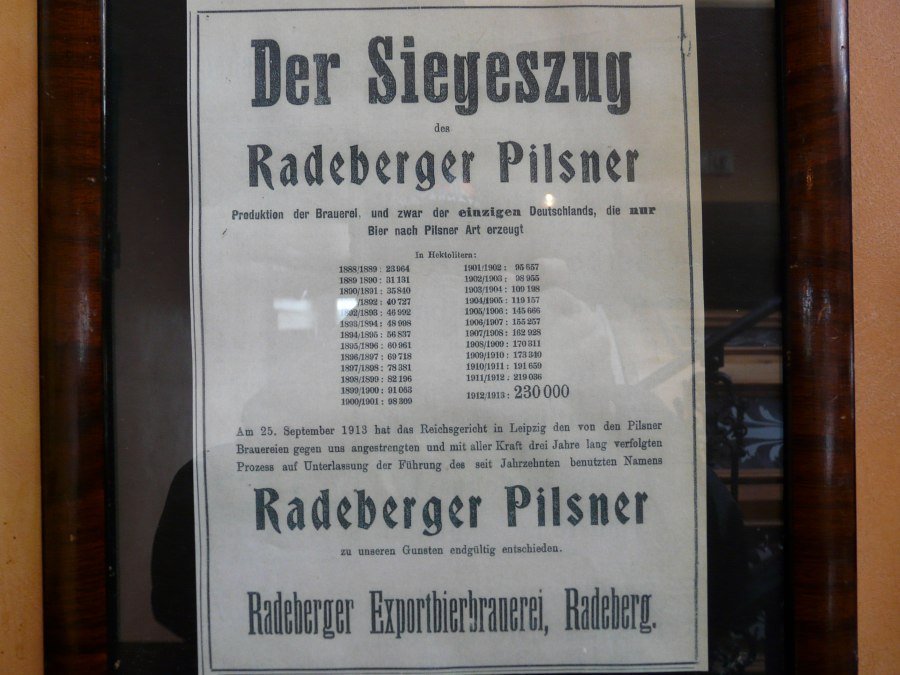 Der Siegeszug
des
Radeberger Pilsner
Produktion der Brauerei, und zwar der einzigen Deutschlands, die nur
Bier nach Pilsner Art erzeugt
In Hektolitern:
1888/1889: 23 964
1889 1890: 31 131
1890/1891: 35 840
/1892: 40 727
1892/1893: 46 992
1893/1894: 48 998
1894/1895: 56 837
1895/1896: 60 961
1896/1897: 69 718
1897/1898: 78 381
1898/1899: 82 196
1899/1900: 91 063
1900/1901: 98 309
1901/1902: 95 657
1902/1903: 98 955
1903/1904: 109 198
1904/1905: 119 157
1905/1906: 145 666
1906/1907: 155 257
1907/1908: 162 928
1908/1909: 170 311
1909/1910: 173 340
1910/1911: 191 659
1911/1912: 219 036
1912/1913: 230 000
Am 25. September 1913 hat das Reichsgericht in Leipzig den von den Pilsner
Brauereien gegen uns angestrengten und mit aller Kraft drei Jahre lang verfolgten
Prozess auf Unterlassung der Führung des seit Jahrzehnten benutzten Namens
Radeberger Pilsner
zu unseren Gunsten endgültig entschieden.
Radeberger Exportbierbrauerei, Radeberg.